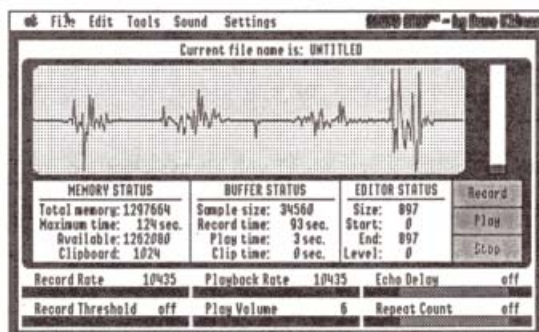 File Edit Tools Sound Settings - by
Current file name is: UNTITLED
MEMORY STATUS
Total memory: 1297664
Maximum time: 124 sec.
Available: 1262080
Clipboard: 1024
BUFFER STATUS
Sample size: 34560
Record time: 93 sec.
Play time: 3 sec.
Clip time: 0 sec.
EDITOR STATUS
Size: 897
Start: 0
End: 897
Level: 0
Record
Play
Stop
Record Rate 10435 Playback Rate 10435 Echo Delay off
Record Threshold off Play Volume 6 Repeat Count off